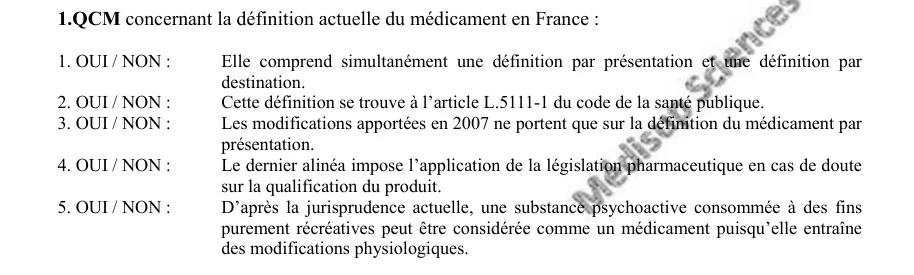 1.QCM concernant la définition actuelle du médicament en France :
1. OUI / NON : Elle comprend simultanément une définition par présentation et une définition par
destination.
2. OUI / NON : Cette définition se trouve à l'article L.5111-1 du code de la santé publique.
3. OUI / NON : Les modifications apportées en 2007 ne portent que sur la définition du médicament par
présentation.
4. OUI / NON : Le dernier alinéa impose l'application de la législation pharmaceutique en cas de doute
sur la qualification du produit.
5. OUI / NON : D'après la jurisprudence actuelle, une substance psychoactive consommée à des fins
purement récréatives peut être considérée comme un médicament puisqu'elle entraîne
des modifications physiologiques.
Médisup Sciences